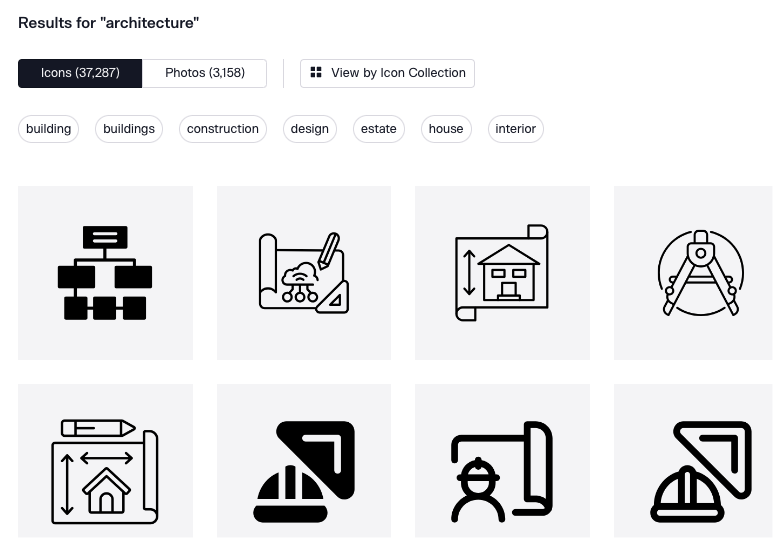 Results for "architecture"
Icons (37,287) Photos (3,158) View by Icon Collection
building buildings construction design estate house interior